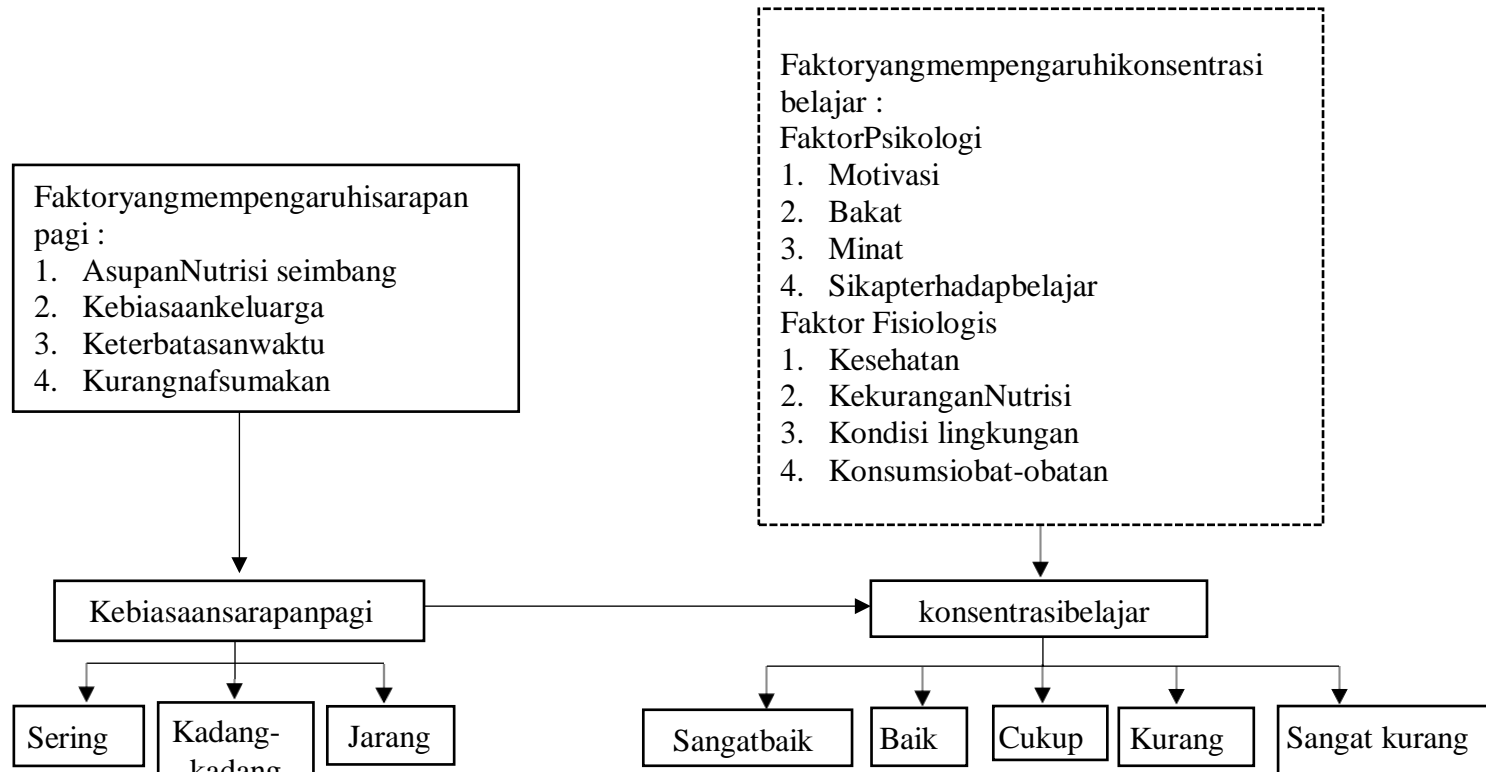 Faktoryangmempengaruhisarapan
pagi :
1. AsupanNutrisi seimbang
2. Kebiasaankeluarga
3. Keterbatasanwaktu
4. Kurangnafsumakan
Faktoryangmempengaruhikonsentrasi
belajar :
FaktorPsikologi
1. Motivasi
2. Bakat
3. Minat
4. Sikapterhadapbelajar
Faktor Fisiologis
1. Kesehatan
2. KekuranganNutrisi
3. Kondisi lingkungan
4. Konsumsiobat-obatan
Kebiasaansarapanpagi
konsentrasibelajar
Sering
Kadang-
kadang
Jarang
Sangatbaik
Baik
Cukup
Kurang
Sangat kurang